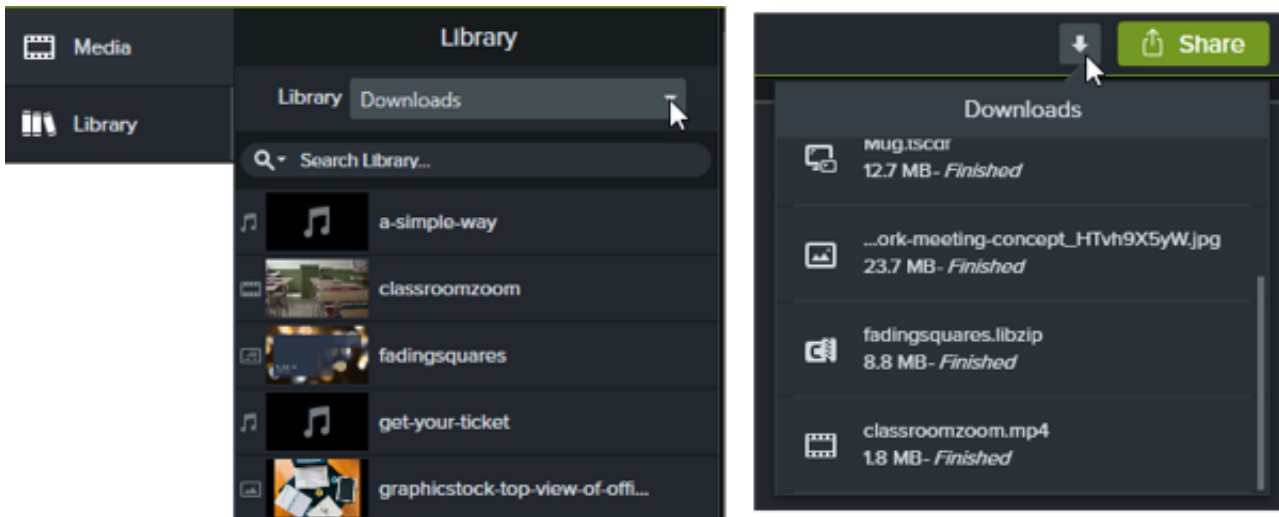 Media
Library
Library
Library Downloads
Search Library...
a-simple-way
classroomzoom
fadingsquares
get-your-ticket
graphicstock-top-view-of-offi...
Share
Downloads
Mug.tscdf
12.7 MB- Finished
...ork-meeting-concept_HTvh9X5yW.jpg
23.7 MB- Finished
fadingsquares.libzip
8.8 MB- Finished
classroomzoom.mp4
1.8 MB- Finished